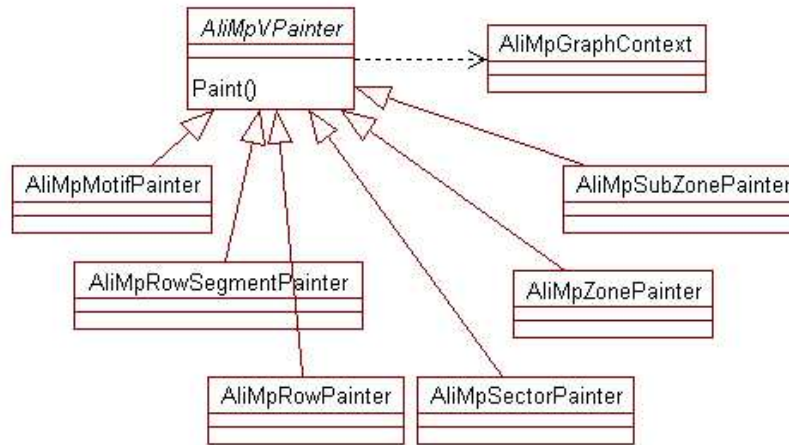 AliMpVPainter
AliMpGraphContext
Paint()
AliMpMotifPainter
AliMpSubZonePainter
AliMpRowSegmentPainter
AliMpZonePainter
AliMpRowPainter
AliMpSectorPainter